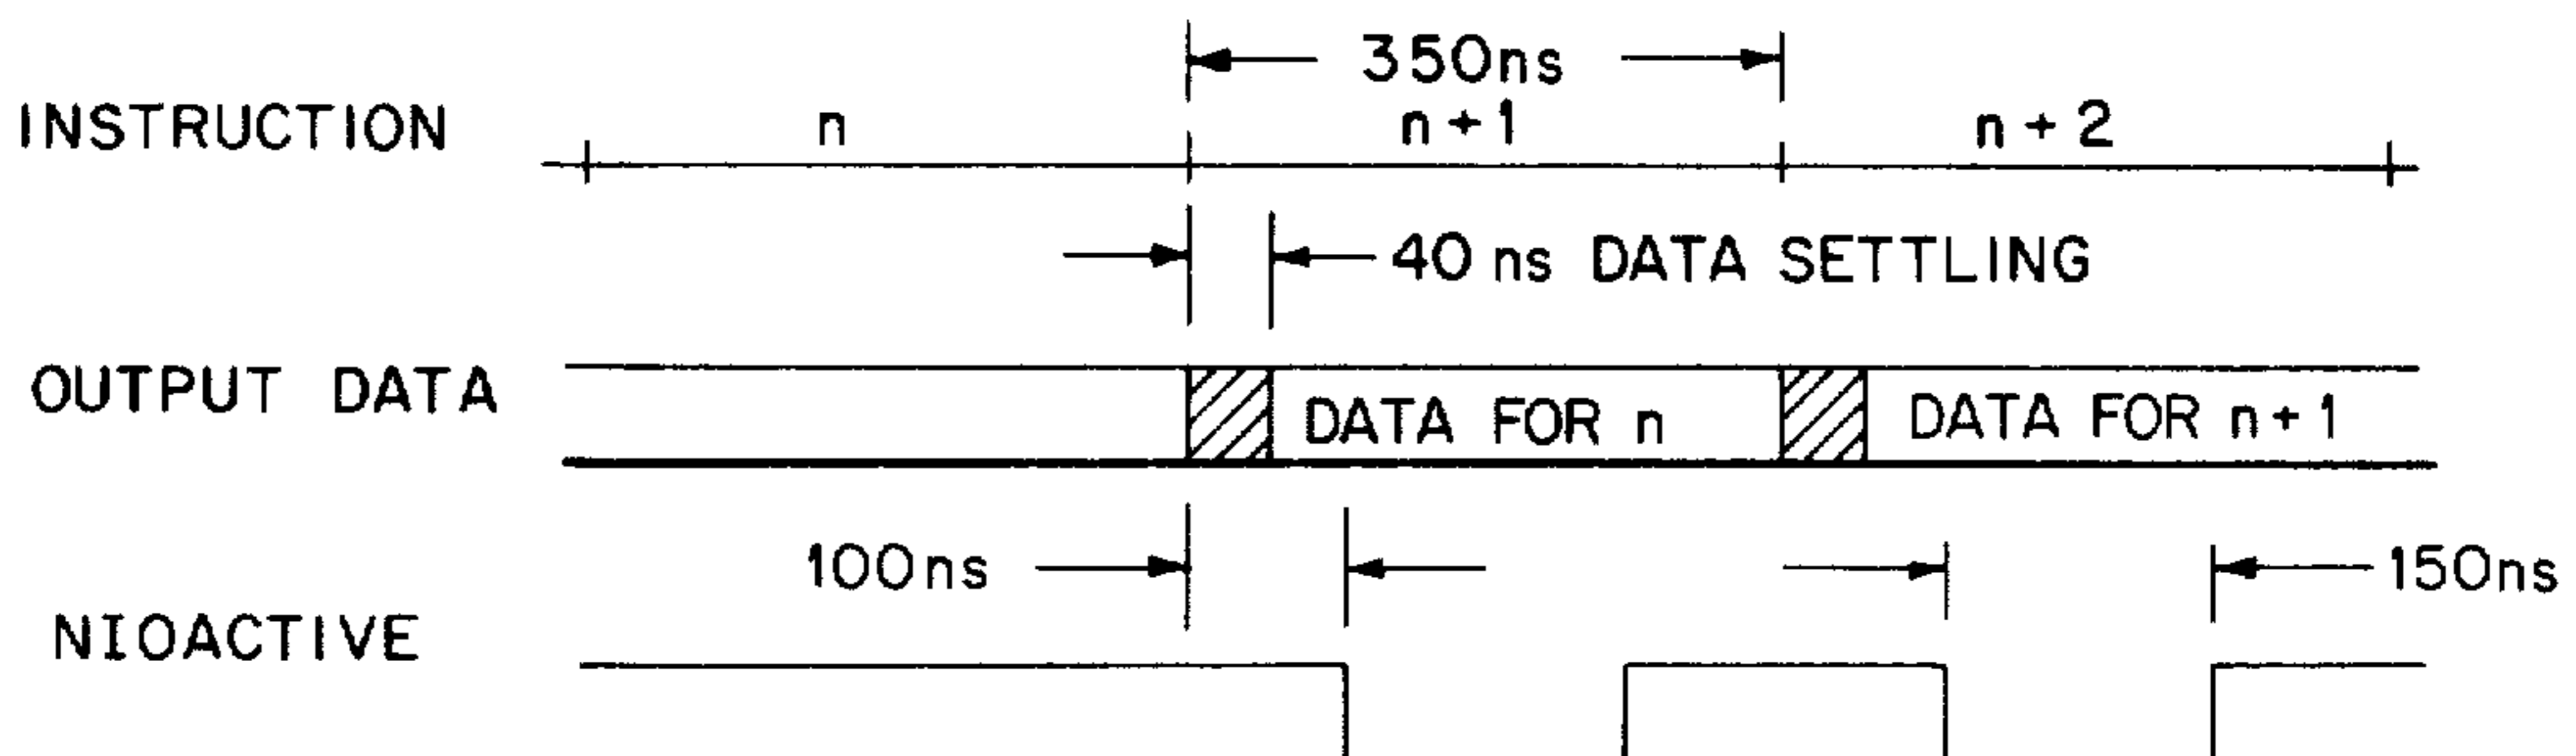 350ns
INSTRUCTION n n+1 n+2
40 ns DATA SETTLING
OUTPUT DATA DATA FOR n DATA FOR n+1
100ns 150ns
NIOACTIVE